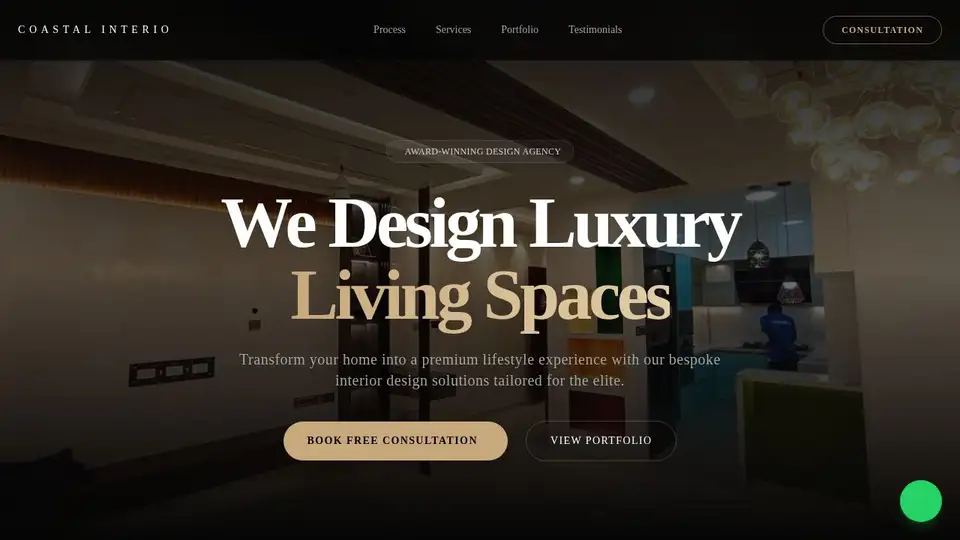 COASTAL INTERIO
Process
Services
Portfolio
Testimonials
CONSULTATION
AWARD-WINNING DESIGN AGENCY
We Design Luxury
Living Spaces
Transform your home into a premium lifestyle experience with our bespoke
interior design solutions tailored for the elite.
BOOK FREE CONSULTATION
VIEW PORTFOLIO